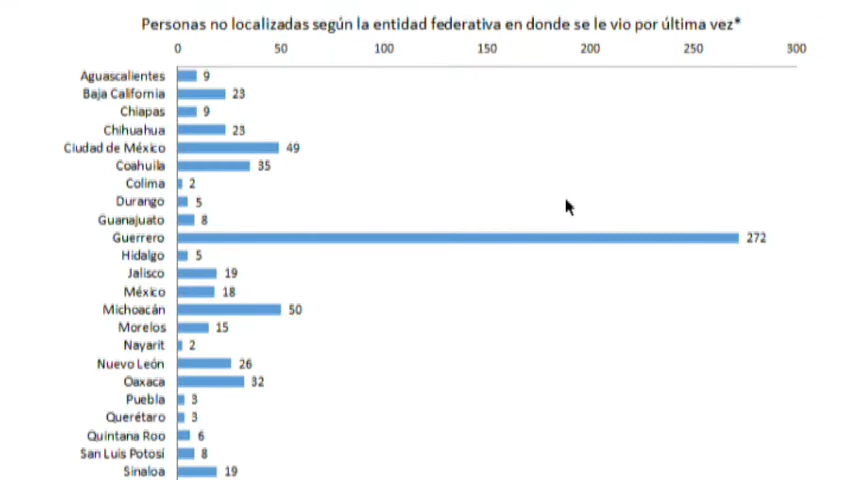 Personas no localizadas según la entidad federativa en donde se le vio por última vez*
0 50 100 150 200 250 300
Aguascalientes 9
Baja California 23
Chiapas 9
Chihuahua 23
Ciudad de México 49
Coahuila 35
Colima 2
Durango 5
Guanajuato 8
Guerrero 272
Hidalgo 5
Jalisco 19
México 18
Michoacán 50
Morelos 15
Nayarit 2
Nuevo León 26
Oaxaca 32
Puebla 3
Querétaro 3
Quintana Roo 6
San Luis Potosí 8
Sinaloa 19